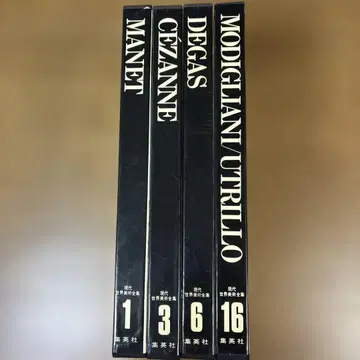 MANET
現代
世界美術全集
1
集英社
CÉZANNE
現代
世界美術全集
3
集英社
DEGAS
現代
世界美術全集
6
集英社
MODIGLIANI/UTRILLO
現代
世界美術全集
16
集英社